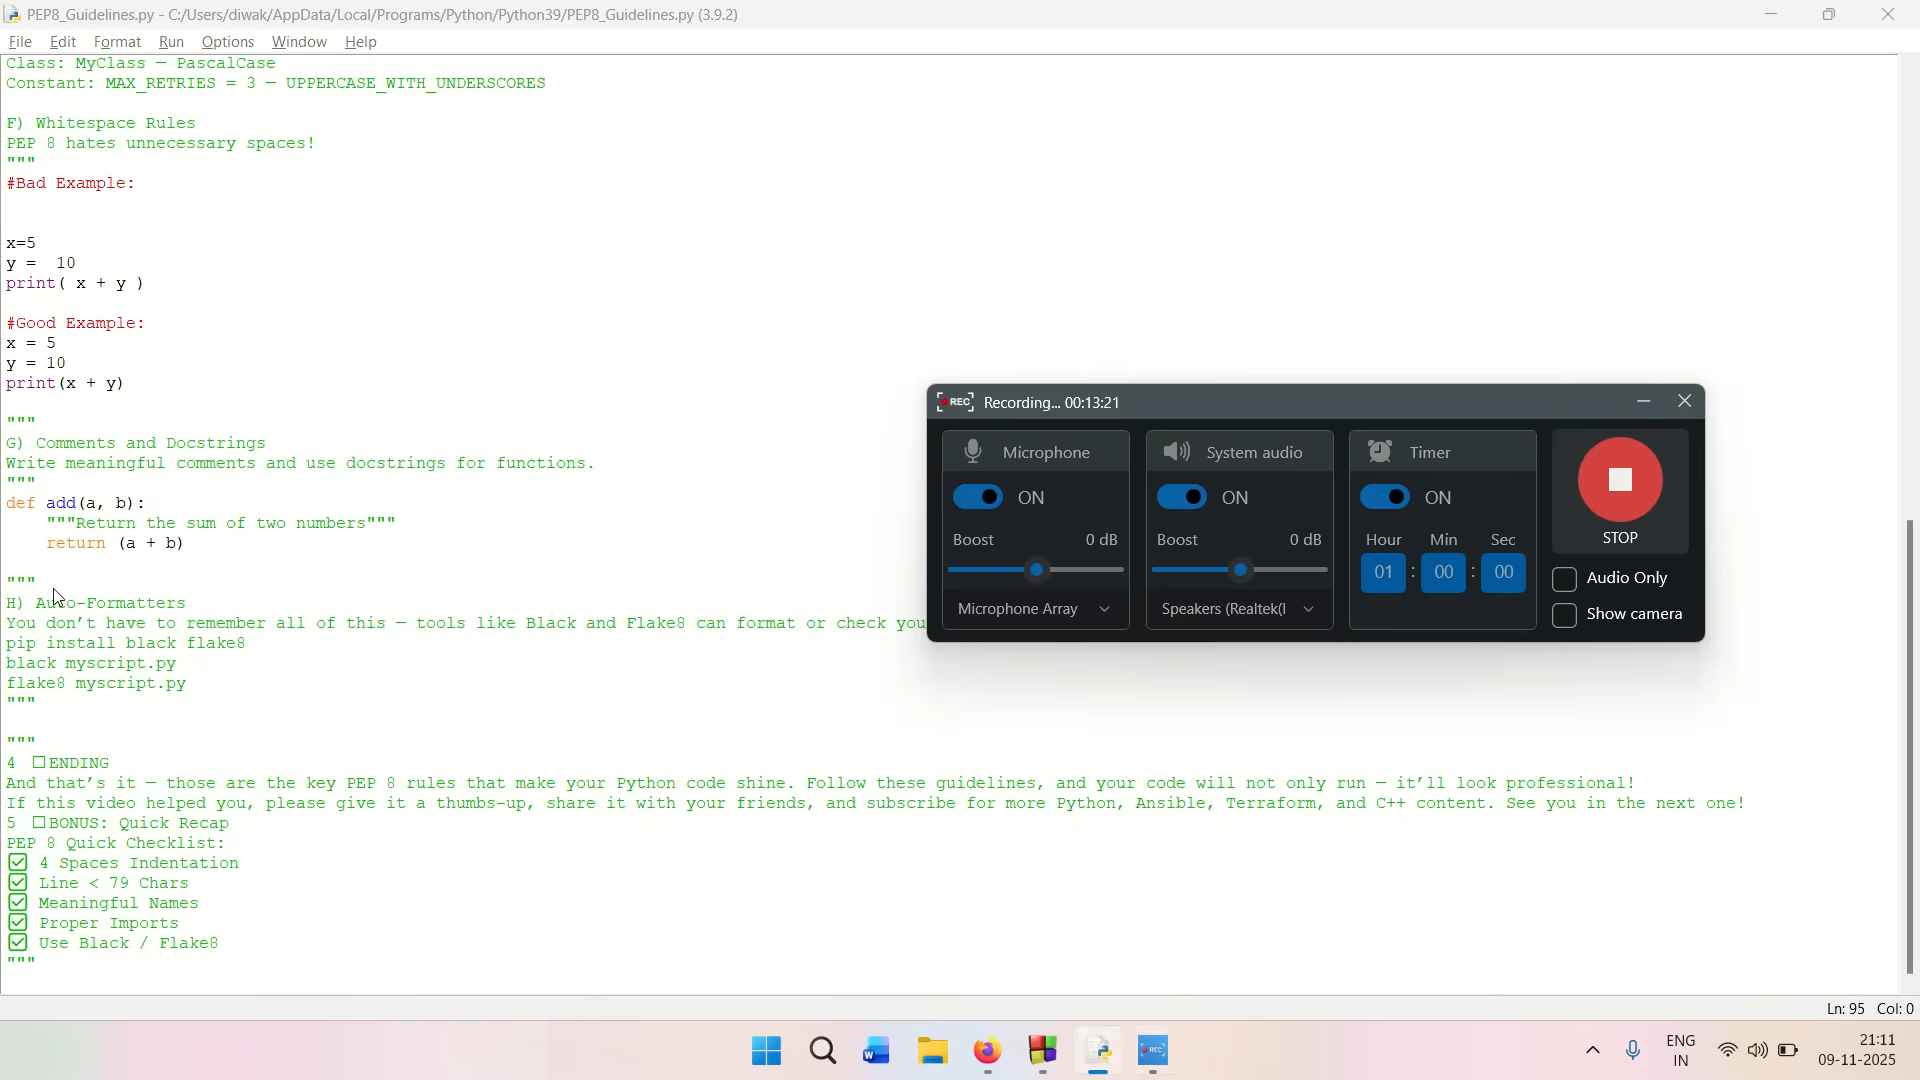 PEP8_Guidelines.py - C:/Users/diwak/AppData/Local/Programs/Python/Python39/PEP8_Guidelines.py (3.9.2)
File Edit Format Run Options Window Help
Class: MyClass — PascalCase
Constant: MAX_RETRIES = 3 — UPPERCASE_WITH_UNDERSCORES
F) Whitespace Rules
PEP 8 hates unnecessary spaces!
"""
#Bad Example:
x=5
y =  10
print( x + y )
#Good Example:
x = 5
y = 10
print(x + y)
"""
G) Comments and Docstrings
Write meaningful comments and use docstrings for functions.
"""
def add(a, b):
    """Return the sum of two numbers"""
    return (a + b)
"""
H) Auto-Formatters
You don’t have to remember all of this — tools like Black and Flake8 can format or check you
pip install black flake8
black myscript.py
flake8 myscript.py
"""
"""
4 □ENDING
And that’s it — those are the key PEP 8 rules that make your Python code shine. Follow these guidelines, and your code will not only run — it’ll look professional!
If this video helped you, please give it a thumbs-up, share it with your friends, and subscribe for more Python, Ansible, Terraform, and C++ content. See you in the next one!
5 □BONUS: Quick Recap
PEP 8 Quick Checklist:
☑ 4 Spaces Indentation
☑ Line < 79 Chars
☑ Meaningful Names
☑ Proper Imports
☑ Use Black / Flake8
"""
REC Recording... 00:13:21
Microphone
ON
Boost 0 dB
Microphone Array
System audio
ON
Boost 0 dB
Speakers (Realtek(I
Timer
ON
Hour Min Sec
01 : 00 : 00
STOP
Audio Only
Show camera
Ln: 95 Col: 0
W
REC
ENG
IN
21:11
09-11-2025